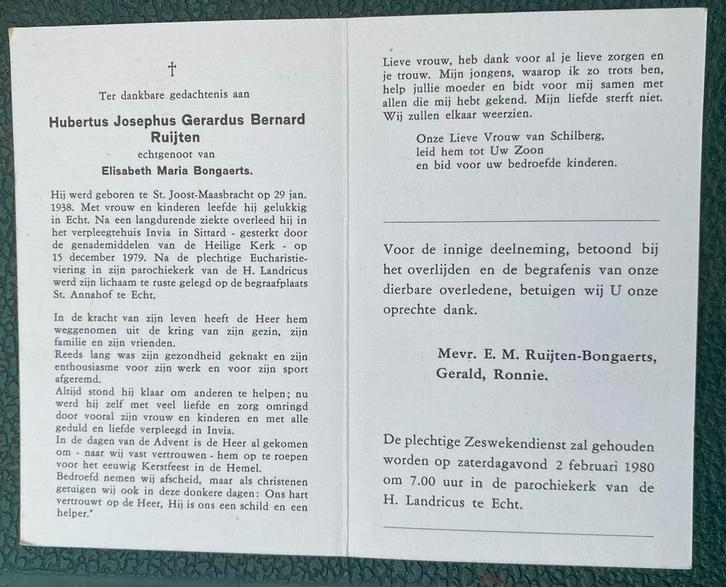 †
Ter dankbare gedachtenis aan
Hubertus Josephus Gerardus Bernard
Ruijten
echtgenoot van
Elisabeth Maria Bongaerts.
Hij werd geboren te St. Joost-Maasbracht op 29 jan.
1938. Met vrouw en kinderen leefde hij gelukkig
in Echt. Na een langdurende ziekte overleed hij in
het verpleegtehuis Invia in Sittard - gesterkt door
de genademiddelen van de Heilige Kerk - op
15 december 1979. Na de plechtige Eucharistie-
viering in zijn parochiekerk van de H. Landricus
werd zijn lichaam te ruste gelegd op de begraafplaats
St. Annahof te Echt.
In de kracht van zijn leven heeft de Heer hem
weggenomen uit de kring van zijn gezin, zijn
familie en zijn vrienden.
Reeds lang was zijn gezondheid geknakt en zijn
enthousiasme voor zijn werk en voor zijn sport
afgeremd.
Altijd stond hij klaar om anderen te helpen; nu
werd hij zelf met veel liefde en zorg omringd
door vooral zijn vrouw en kinderen en met alle
geduld en liefde verpleegd in Invia.
In de dagen van de Advent is de Heer al gekomen
om - naar wij vast vertrouwen - hem op te roepen
voor het eeuwig Kerstfeest in de Hemel.
Bedroefd nemen wij afscheid, maar als christenen
getuigen wij ook in deze donkere dagen: Ons hart
vertrouwt op de Heer, Hij is ons een schild en een
helper."
Lieve vrouw, heb dank voor al je lieve zorgen en
je trouw. Mijn jongens, waarop ik zo trots ben,
help jullie moeder en bidt voor mij samen met
allen die mij hebt gekend. Mijn liefde sterft niet.
Wij zullen elkaar weerzien.
Onze Lieve Vrouw van Schilberg,
leid hem tot Uw Zoon
en bid voor uw bedroefde kinderen.
Voor de innige deelneming, betoond bij
het overlijden en de begrafenis van onze
dierbare overledene, betuigen wij U onze
oprechte dank.
Mevr. E. M. Ruijten-Bongaerts,
Gerald, Ronnie.
De plechtige Zeswekendienst zal gehouden
worden op zaterdagavond 2 februari 1980
om 7.00 uur in de parochiekerk van de
H. Landricus te Echt.